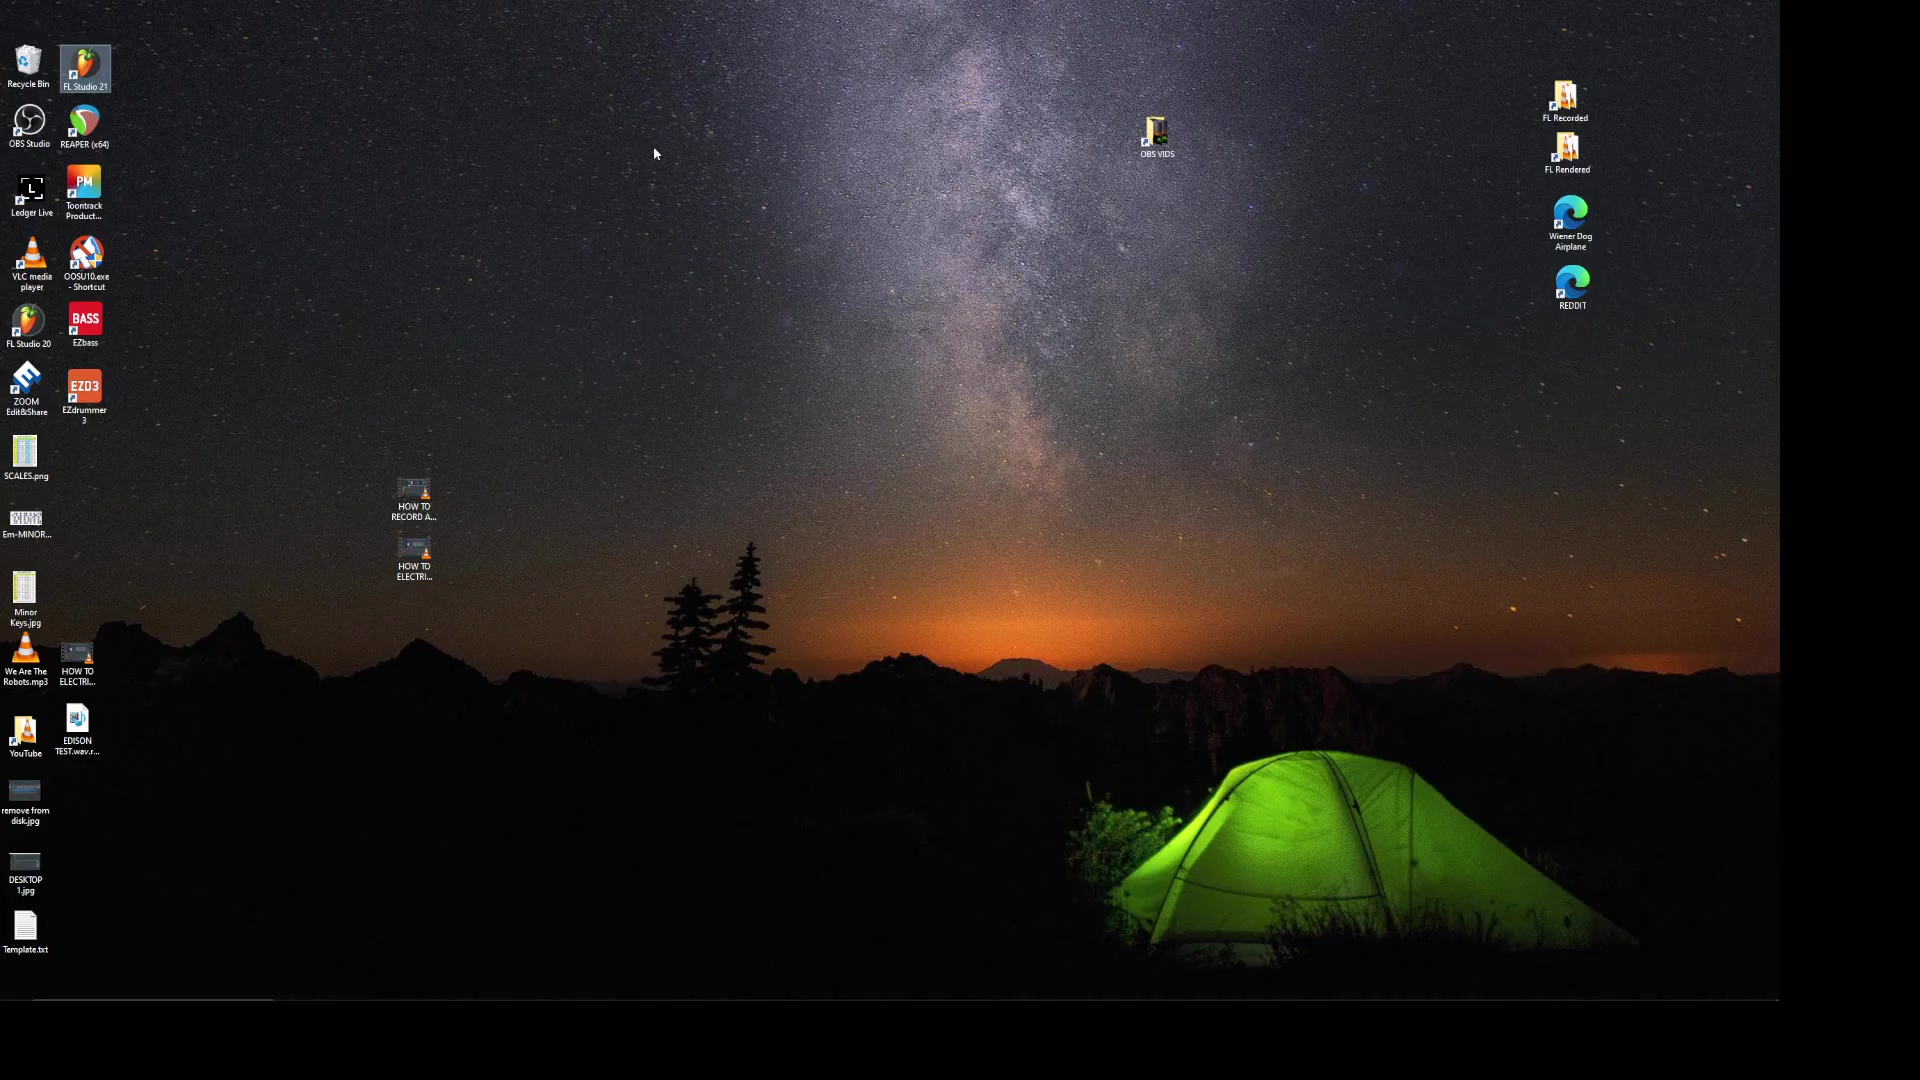 Recycle Bin
FL Studio 21
OBS Studio
REAPER (x64)
L
Ledger Live
PM
Toontrack
Product...
VLC media
player
OOSU10.exe
- Shortcut
FL Studio 20
BASS
EZbass
ZOOM
Edit&Share
EZD3
EZdrummer
3
SCALES.png
Em-MINOR...
Minor
Keys.jpg
We Are The
Robots.mp3
HOW TO
ELECTRI...
YouTube
EDISON
TEST.wav.r...
remove from
disk.jpg
DESKTOP
1.jpg
Template.txt
HOW TO
RECORD A...
HOW TO
ELECTRI...
OBS VIDS
FL Recorded
FL Rendered
Wiener Dog
Airplane
REDDIT